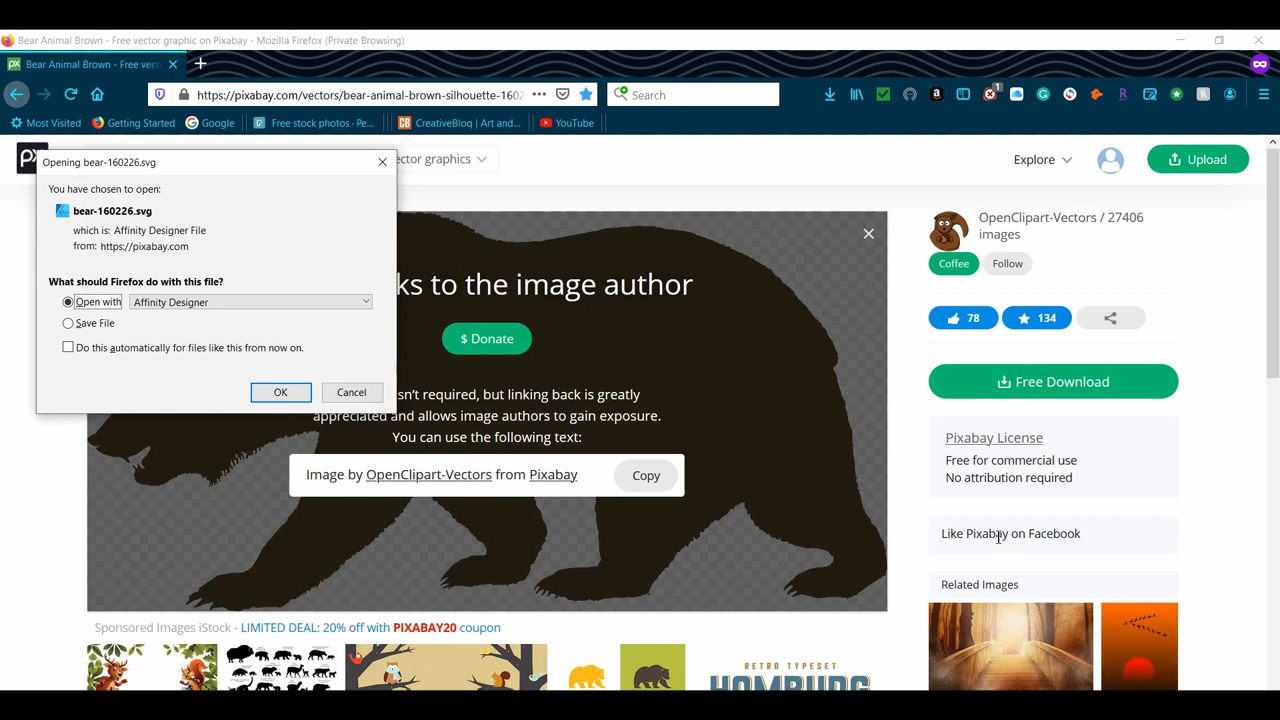 Bear Animal Brown - Free vector graphic on Pixabay - Mozilla Firefox (Private Browsing)
px Bear Animal Brown - Free vect
https://pixabay.com/vectors/bear-animal-brown-silhouette-1602
Search
1
Most Visited
Getting Started
Google
Free stock photos - Pe...
CreativeBloq | Art and...
YouTube
px
ector graphics
Explore
Upload
Opening bear-160226.svg
You have chosen to open:
bear-160226.svg
which is: Affinity Designer File
from: https://pixabay.com
What should Firefox do with this file?
Open with
Affinity Designer
Save File
Do this automatically for files like this from now on.
OK
Cancel
ks to the image author
$ Donate
sn't required, but linking back is greatly
appreciated and allows image authors to gain exposure.
You can use the following text:
Image by OpenClipart-Vectors from Pixabay
Copy
OpenClipart-Vectors / 27406
images
Coffee
Follow
78
134
Free Download
Pixabay License
Free for commercial use
No attribution required
Like Pixabay on Facebook
Related Images
Sponsored Images iStock - LIMITED DEAL: 20% off with PIXABAY20 coupon
RETRO TYPESET
HAMBURG